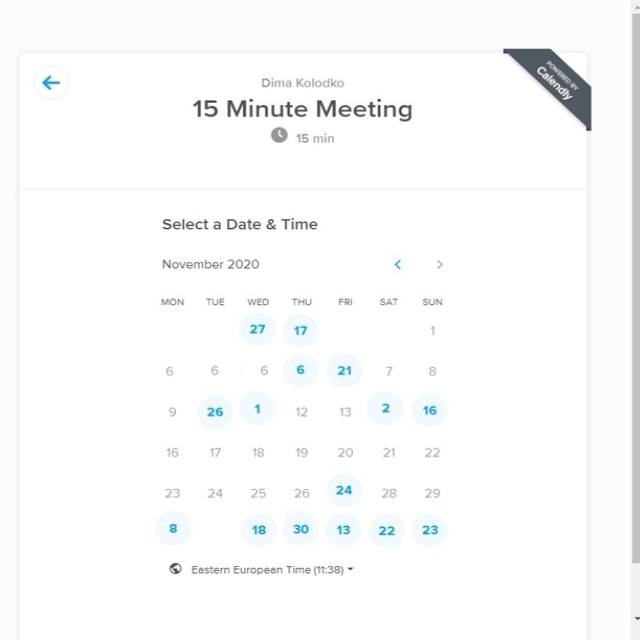 POWERED BY
Calendly
Dima Kolodko
15 Minute Meeting
15 min
Select a Date & Time
November 2020
MON TUE WED THU FRI SAT SUN
27 17 1
6 6 6 6 21 7 8
9 26 1 12 13 2 16
16 17 18 19 20 21 22
23 24 25 26 24 28 29
8 18 30 13 22 23
Eastern European Time (11:38)